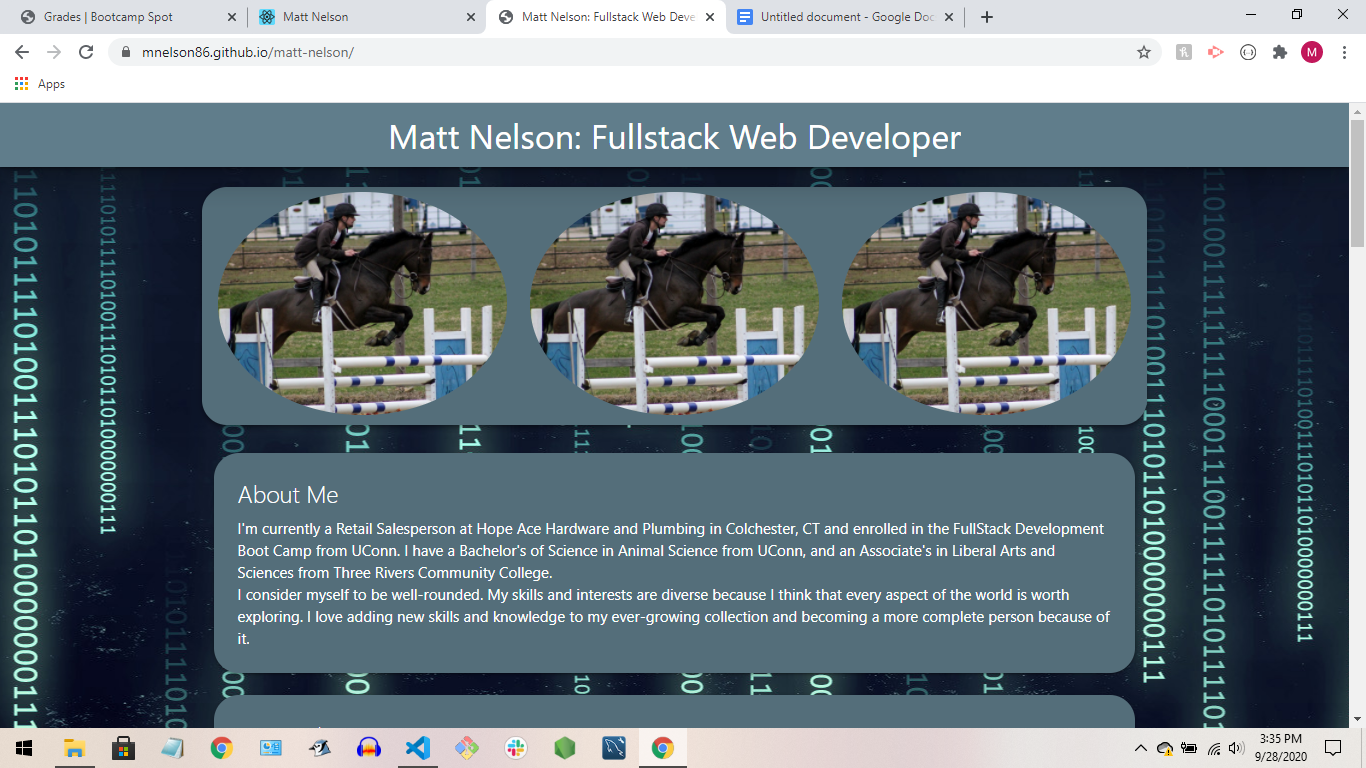 Grades | Bootcamp Spot
Matt Nelson
Matt Nelson: Fullstack Web Deve
Untitled document - Google Doc
mnelson86.github.io/matt-nelson/
M
Apps
Matt Nelson: Fullstack Web Developer
About Me
I'm currently a Retail Salesperson at Hope Ace Hardware and Plumbing in Colchester, CT and enrolled in the FullStack Development
Boot Camp from UConn. I have a Bachelor's of Science in Animal Science from UConn, and an Associate's in Liberal Arts and
Sciences from Three Rivers Community College.
I consider myself to be well-rounded. My skills and interests are diverse because I think that every aspect of the world is worth
exploring. I love adding new skills and knowledge to my ever-growing collection and becoming a more complete person because of
it.
3:35 PM
9/28/2020